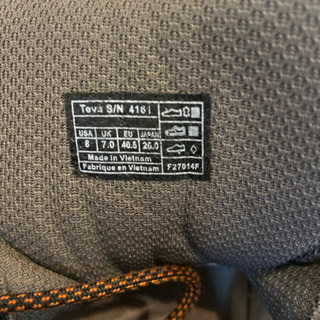 Teva S/N 4161
USA UK EU JAPAN
8 7.0 40.5 26.0
Made in Vietnam
Fabriqué en Vietnam F27014F